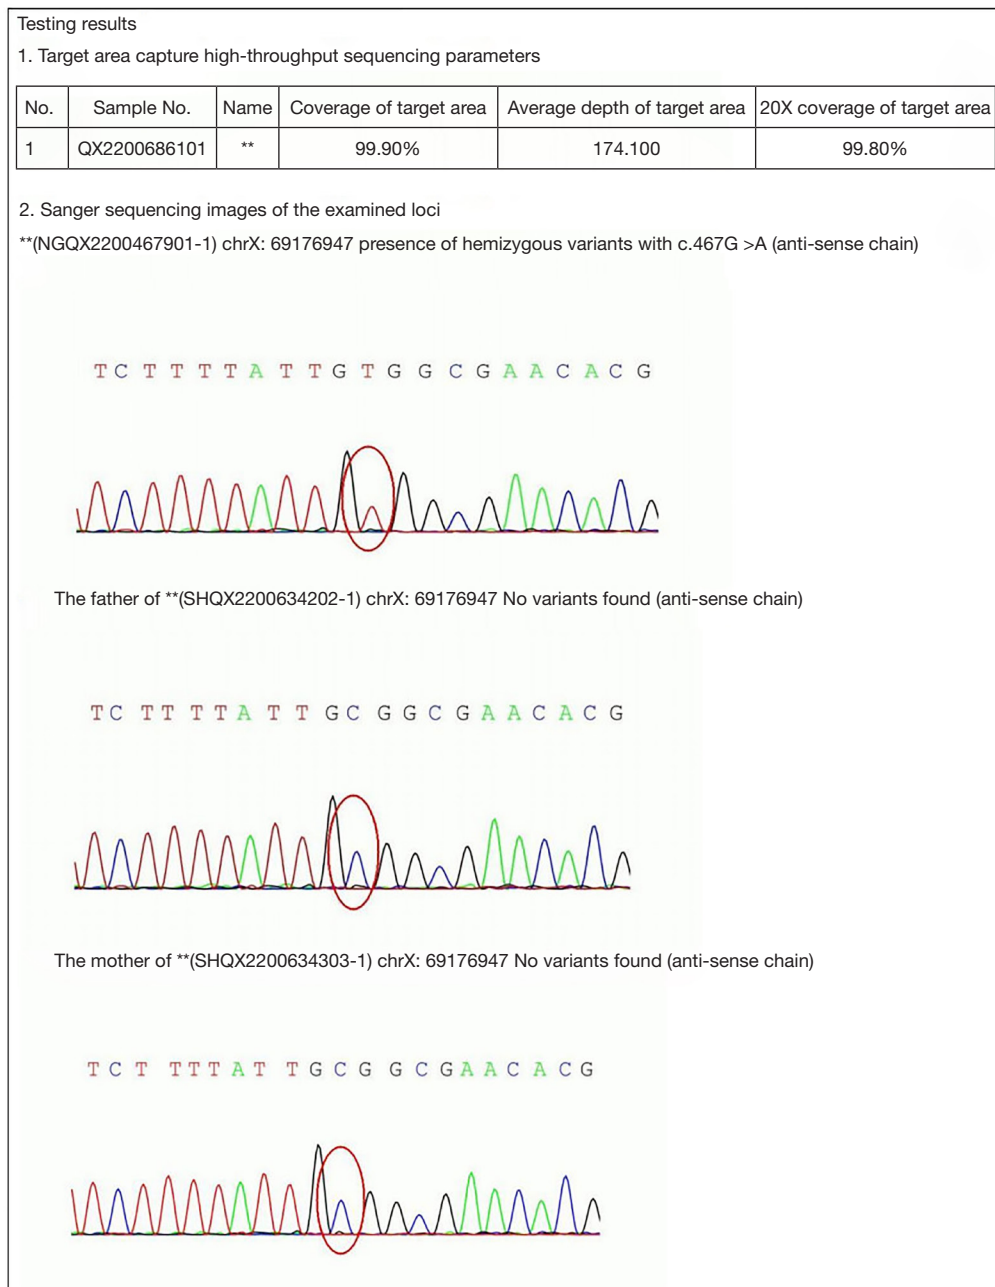 Testing results
1. Target area capture high-throughput sequencing parameters
No. Sample No. Name Coverage of target area Average depth of target area 20X coverage of target area
1 QX2200686101 ** 99.90% 174.100 99.80%
2. Sanger sequencing images of the examined loci
**(NGQX2200467901-1) chrX: 69176947 presence of hemizygous variants with c.467G >A (anti-sense chain)
T C T T T T A T T G T G G C G A A C A C G
The father of **(SHQX2200634202-1) chrX: 69176947 No variants found (anti-sense chain)
T C T T T T A T T G C G G C G A A C A C G
The mother of **(SHQX2200634303-1) chrX: 69176947 No variants found (anti-sense chain)
T C T T T T A T T G C G G C G A A C A C G